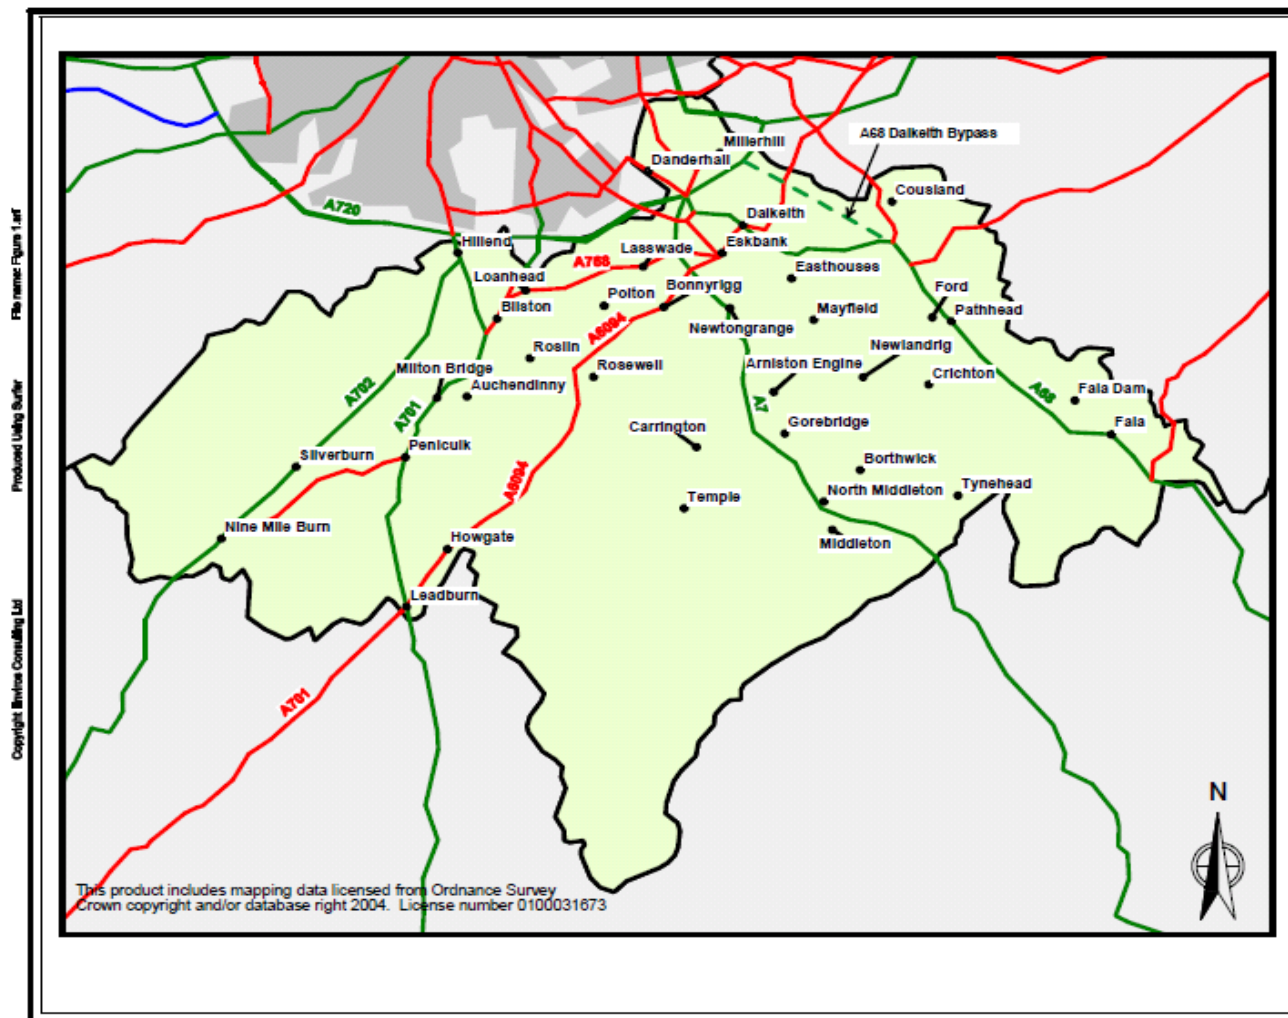 File name: Figure 1.srf
Produced Using Surfer
Copyright Enviros Consulting Ltd
A68 Dalkeith Bypass
Millerhill
Danderhall
Cousland
A720
Dalkeith
Hillend
Lasswade
Eskbank
A768
Easthouses
Loanhead
Polton
Bonnyrigg
Ford
Bilston
Mayfield
Pathhead
A6094
Newtongrange
Roslin
Newlandrig
Milton Bridge
Rosewell
Arniston Engine
Crichton
A702
Auchendinny
A68
Fala Dam
A701
A7
Carrington
Gorebridge
Fala
Penicuik
Silverburn
Borthwick
A6094
Temple
North Middleton
Tynehead
Nine Mile Burn
Howgate
Middleton
Leadburn
A701
N
This product includes mapping data licensed from Ordnance Survey
Crown copyright and/or database right 2004. License number 0100031673